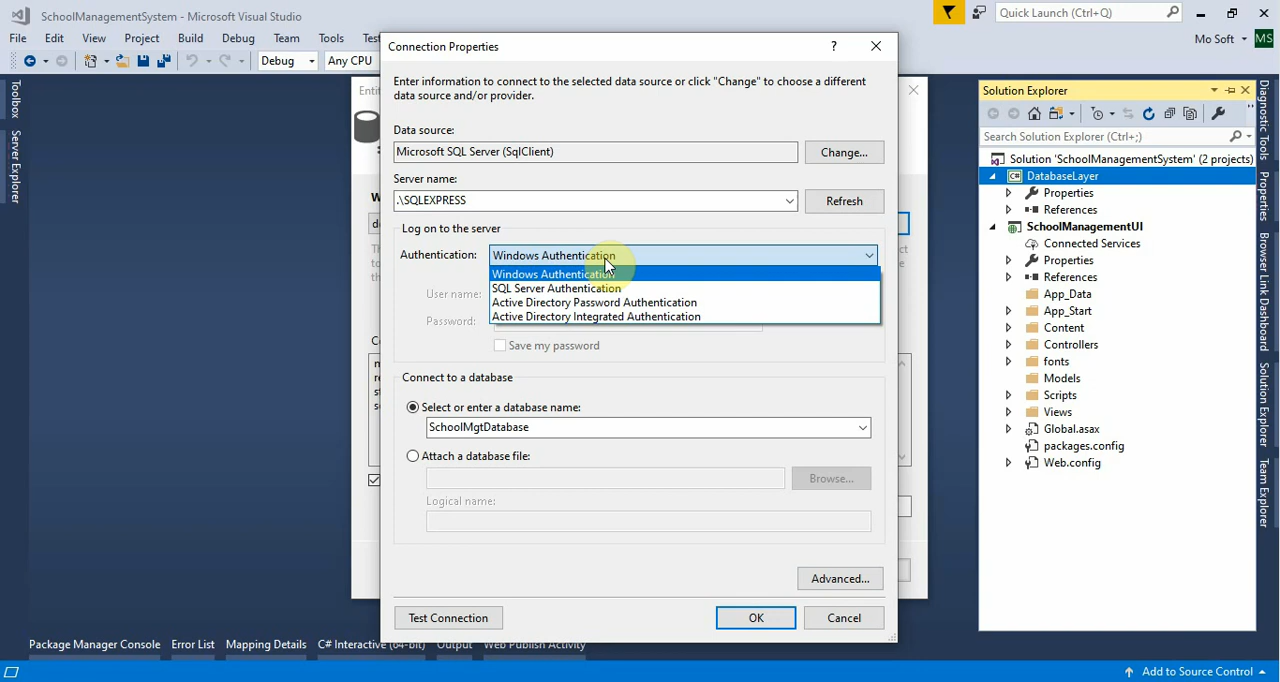 SchoolManagementSystem - Microsoft Visual Studio
Quick Launch (Ctrl+Q)
File Edit View Project Build Debug Team Tools
Mo Soft
MS
Debug
Any CPU
Toolbox
Server Explorer
Connection Properties
?
Enter information to connect to the selected data source or click "Change" to choose a different
data source and/or provider.
Data source:
Microsoft SQL Server (SqlClient)
Change...
Server name:
.\SQLEXPRESS
Refresh
Log on to the server
Authentication:
Windows Authentication
Windows Authentication
SQL Server Authentication
Active Directory Password Authentication
Active Directory Integrated Authentication
User name:
Password:
Save my password
Connect to a database
Select or enter a database name:
SchoolMgtDatabase
Attach a database file:
Browse...
Logical name:
Advanced...
Test Connection
OK
Cancel
Solution Explorer
Search Solution Explorer (Ctrl+;)
Solution 'SchoolManagementSystem' (2 projects)
DatabaseLayer
Properties
References
SchoolManagementUI
Connected Services
Properties
References
App_Data
App_Start
Content
Controllers
fonts
Models
Scripts
Views
Global.asax
packages.config
Web.config
Diagnostic Tools
Properties
Browser Link Dashboard
Solution Explorer
Team Explorer
Package Manager Console
Error List
Mapping Details
C# Interactive (64-bit)
Output
Web Publish Activity
Add to Source Control